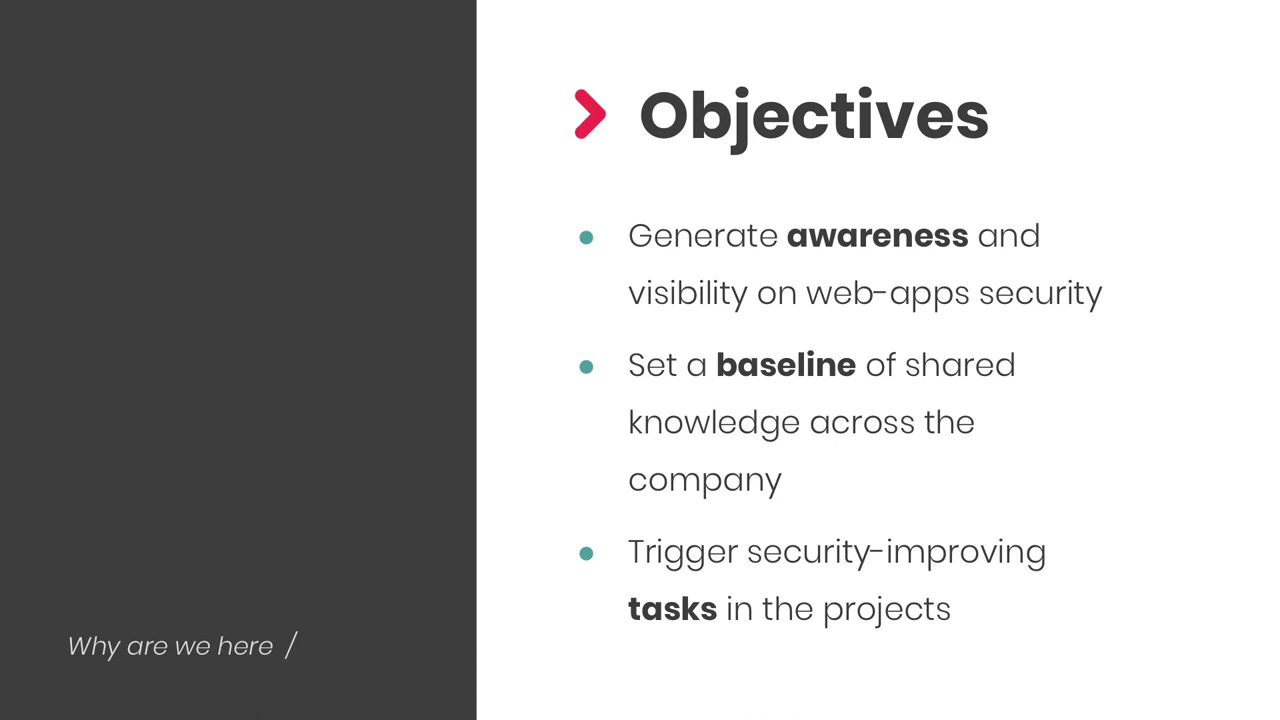 Objectives
● Generate awareness and
visibility on web-apps security
● Set a baseline of shared
knowledge across the
company
● Trigger security-improving
tasks in the projects
Why are we here /